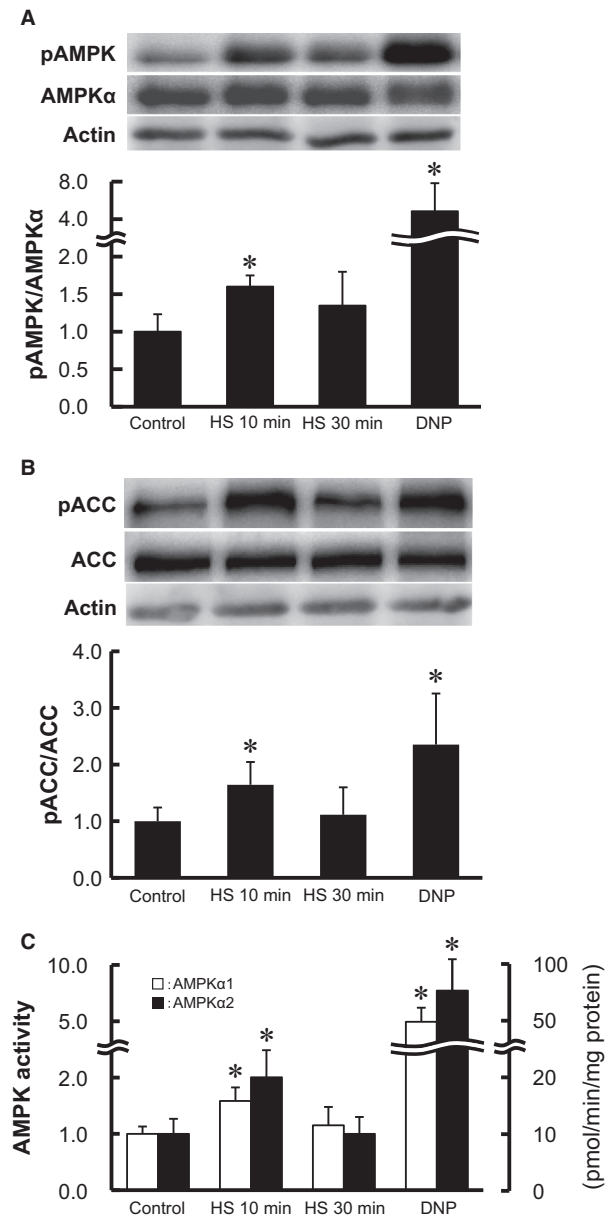 A
pAMPK
AMPKα
Actin
pAMPK/AMPKα
8.0
4.0
2.0
1.5
1.0
0.5
0.0
*
*
Control HS 10 min HS 30 min DNP
B
pACC
ACC
Actin
pACC/ACC
4.0
3.0
2.0
1.0
0.0
*
*
Control HS 10 min HS 30 min DNP
C
AMPK activity
10.0
5.0
2.0
1.0
0.0
□:AMPKα1
■:AMPKα2
*
*
*
*
100
50
20
10
0
(pmol/min/mg protein)
Control HS 10 min HS 30 min DNP